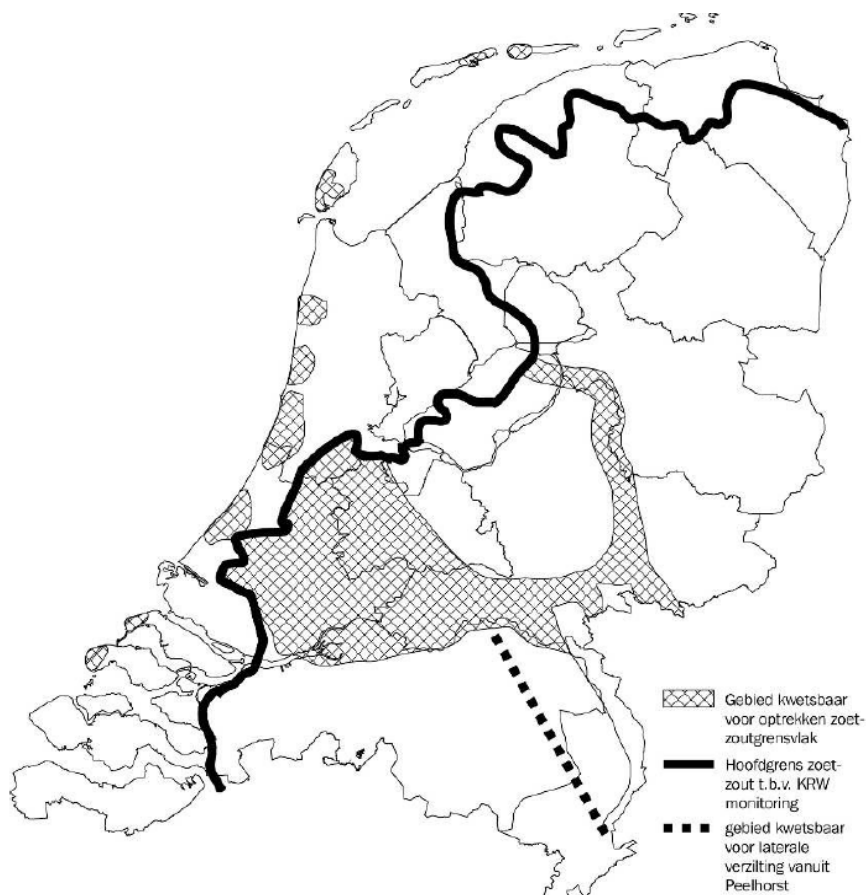 Gebied kwetsbaar
voor optrekken zoet-
zoutgrensvlak
Hoofdgrens zoet-
zout t.b.v. KRW
monitoring
gebied kwetsbaar
voor laterale
verzilting vanuit
Peelhorst